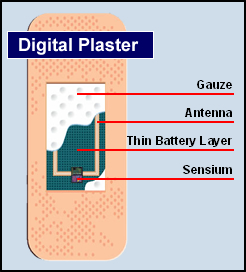 Digital Plaster
Gauze
Antenna
Thin Battery Layer
Sensium